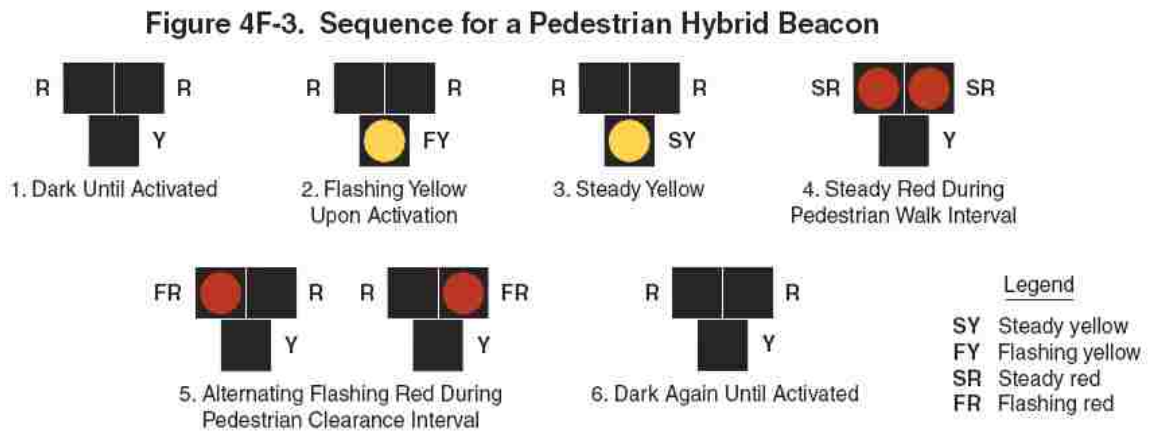 Figure 4F-3. Sequence for a Pedestrian Hybrid Beacon
R R
Y
1. Dark Until Activated
R R
FY
2. Flashing Yellow
Upon Activation
R R
SY
3. Steady Yellow
SR SR
Y
4. Steady Red During
Pedestrian Walk Interval
FR R
Y
R FR
Y
5. Alternating Flashing Red During
Pedestrian Clearance Interval
R R
Y
6. Dark Again Until Activated
Legend
SY Steady yellow
FY Flashing yellow
SR Steady red
FR Flashing red